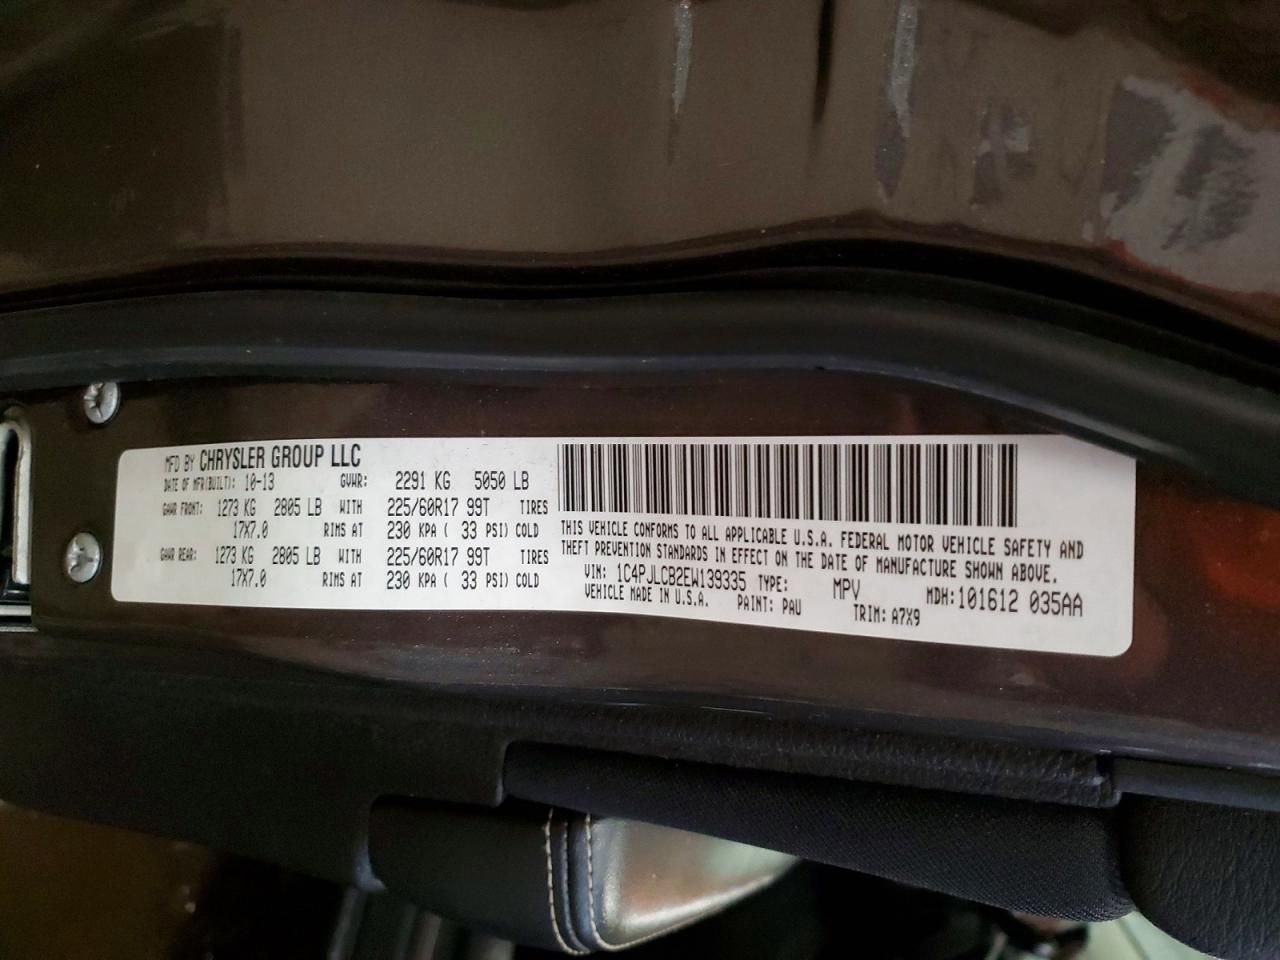 MFD BY CHRYSLER GROUP LLC
DATE OF MFR(BUILT): 10-13 GVWR: 2291 KG 5050 LB
GAWR FRONT: 1273 KG 2805 LB WITH 225/60R17 99T TIRES
17X7.0 RIMS AT 230 KPA ( 33 PSI) COLD
GAWR REAR: 1273 KG 2805 LB WITH 225/60R17 99T TIRES
17X7.0 RIMS AT 230 KPA ( 33 PSI) COLD
THIS VEHICLE CONFORMS TO ALL APPLICABLE U.S.A. FEDERAL MOTOR VEHICLE SAFETY AND
THEFT PREVENTION STANDARDS IN EFFECT ON THE DATE OF MANUFACTURE SHOWN ABOVE.
VIN: 1C4PJLCB2EW139335 TYPE: MPV MDH: 101612 035AA
VEHICLE MADE IN U.S.A. PAINT: PAU TRIM: A7X9